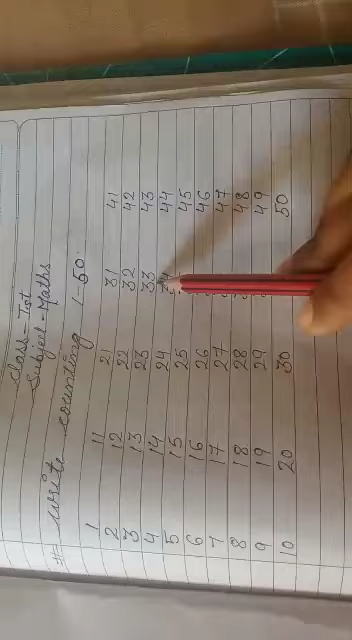 Class - Ist
Subject - Maths
# Write counting 1 - 50
1 11 21 31 41
2 12 22 32 42
3 13 23 33 43
4 14 24 34 44
5 15 25 45
6 16 26 46
7 17 27 47
8 18 28 48
9 19 29 49
10 20 30 50